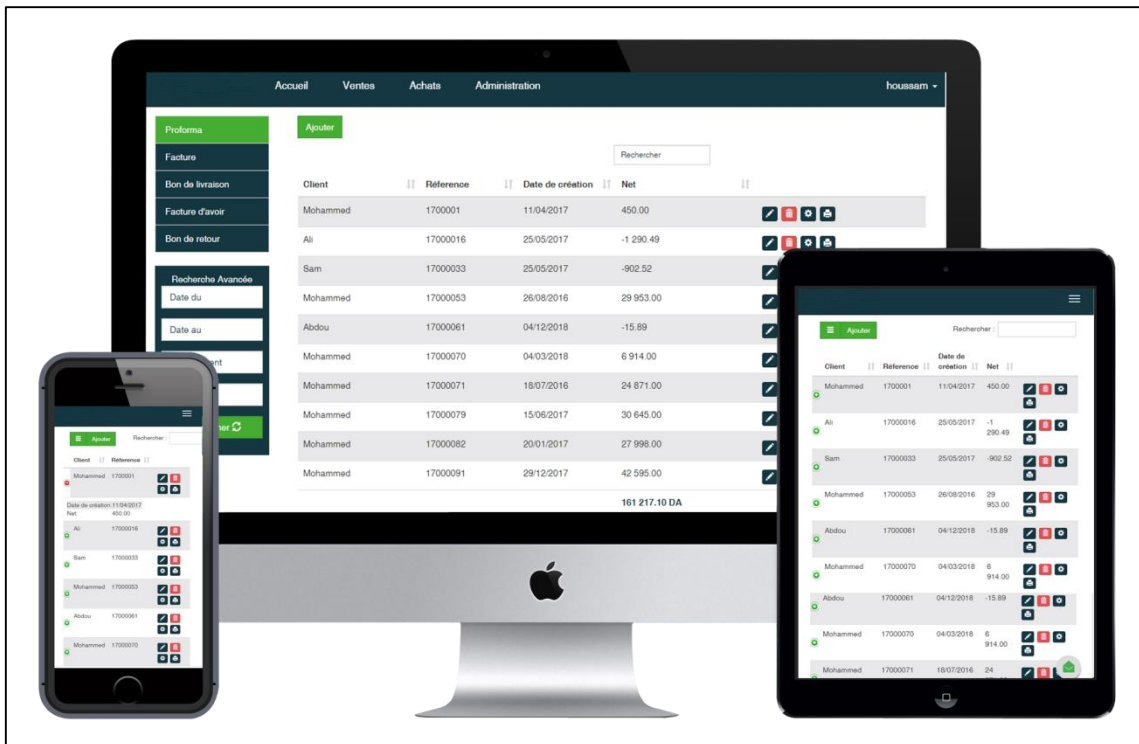 Accueil Ventes Achats Administration houssam
Proforma
Facture
Bon de livraison
Facture d'avoir
Bon de retour
Recherche Avancée
Date du
Date au
Ajouter
Rechercher
Client Réference Date de création Net
Mohammed 1700001 11/04/2017 450.00
Ali 17000016 25/05/2017 -1 290.49
Sam 17000033 25/05/2017 -902.52
Mohammed 17000053 26/08/2016 29 953.00
Abdou 17000061 04/12/2018 -15.89
Mohammed 17000070 04/03/2018 6 914.00
Mohammed 17000071 18/07/2016 24 871.00
Mohammed 17000079 15/06/2017 30 645.00
Mohammed 17000082 20/01/2017 27 998.00
Mohammed 17000091 29/12/2017 42 595.00
161 217.10 DA
Ajouter Rechercher :
Client Réference
Mohammed 1700001
Date de création 11/04/2017
Net 450.00
Ali 17000016
Sam 17000033
Mohammed 17000053
Abdou 17000061
Mohammed 17000070
Ajouter Rechercher :
Date de
Client Réference création Net
Mohammed 1700001 11/04/2017 450.00
Ali 17000016 25/05/2017 -1
290.49
Sam 17000033 25/05/2017 -902.52
Mohammed 17000053 26/08/2016 29
953.00
Abdou 17000061 04/12/2018 -15.89
Mohammed 17000070 04/03/2018 6
914.00
Abdou 17000061 04/12/2018 -15.89
Mohammed 17000070 04/03/2018 6
914.00
Mohammed 17000071 18/07/2016 24